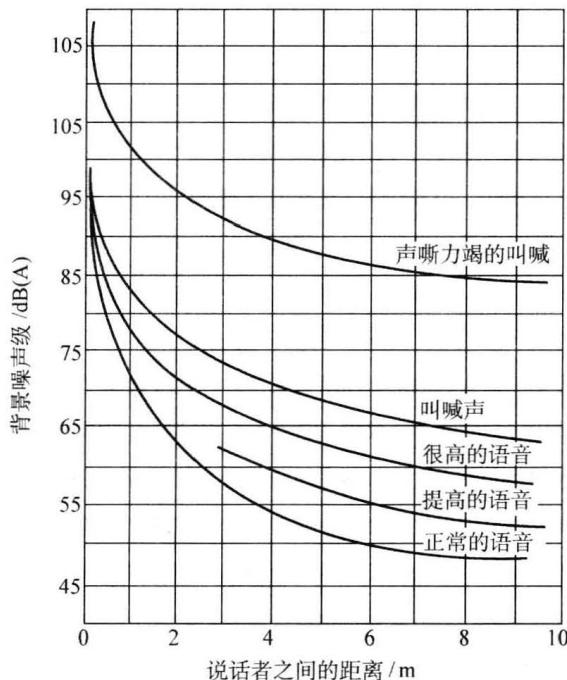 105
105
95
85
75
65
55
45
背景噪声级/dB(A)
声嘶力竭的叫喊
叫喊声
很高的语音
提高的语音
正常的语音
0 2 4 6 8 10
说话者之间的距离/m